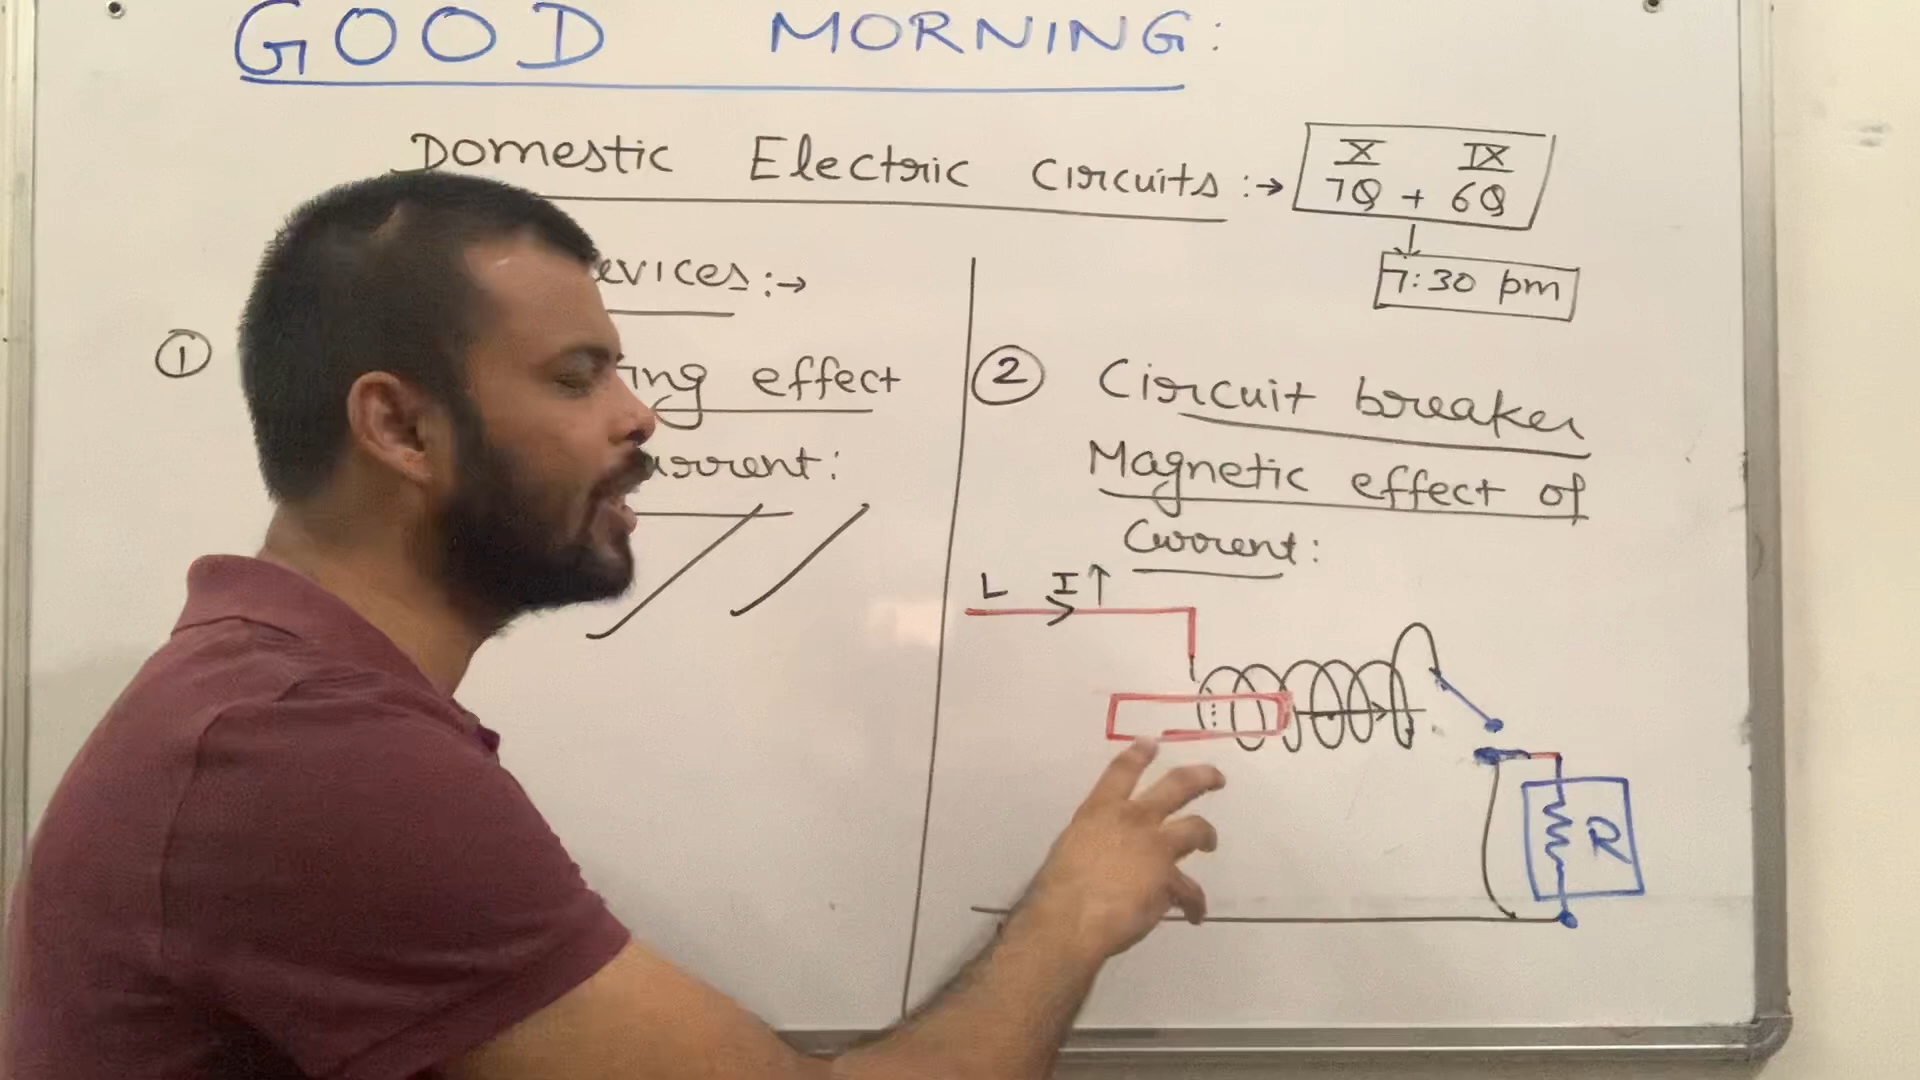 GOOD MORNING:
Domestic Electric Circuits :→
X IX
7Q + 6Q
7:30 pm
evices :→
①
ing effect
urrent:
② Circuit breaker
Magnetic effect of
Current:
L I↑
R